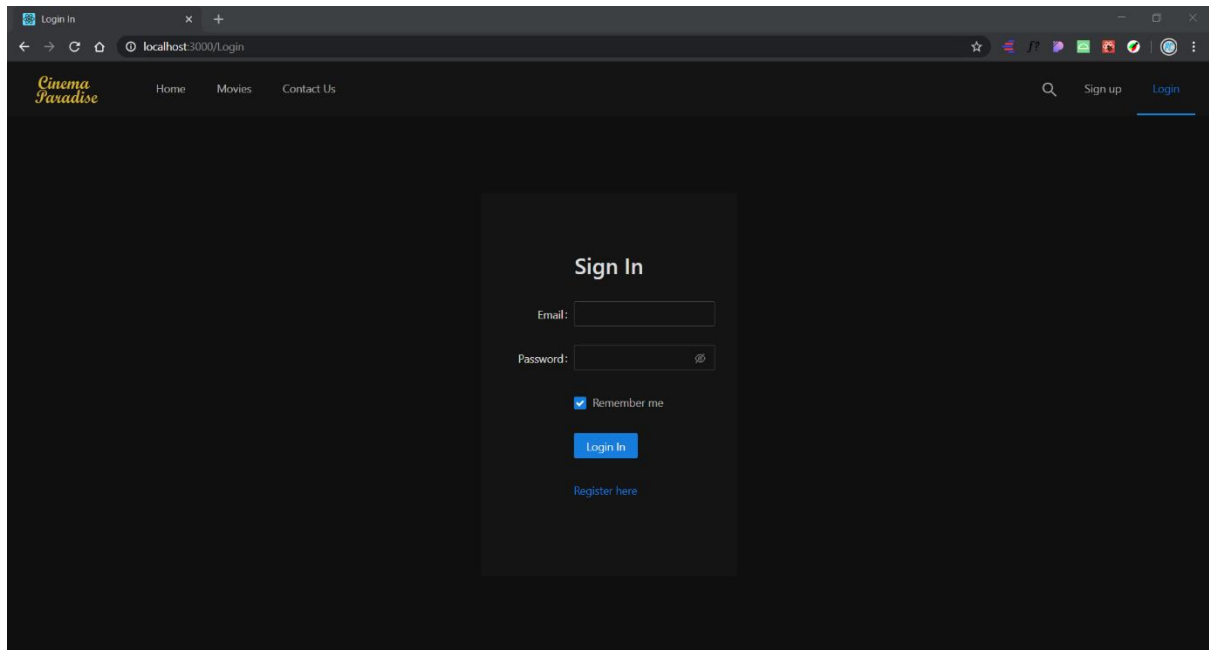 Login In
localhost:3000/Login
f?
Cinema
Paradise
Home Movies Contact Us Sign up Login
Sign In
Email:
Password:
Remember me
Login In
Register here